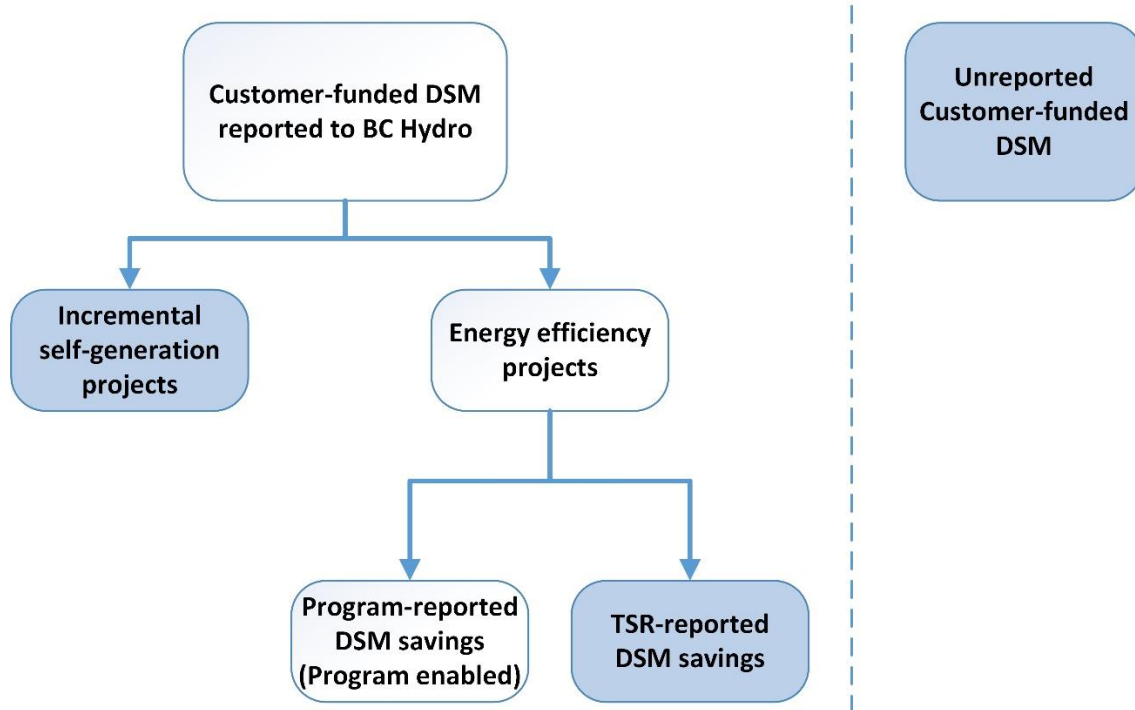 Customer-funded DSM
reported to BC Hydro
Unreported
Customer-funded
DSM
Incremental
self-generation
projects
Energy efficiency
projects
Program-reported
DSM savings
(Program enabled)
TSR-reported
DSM savings